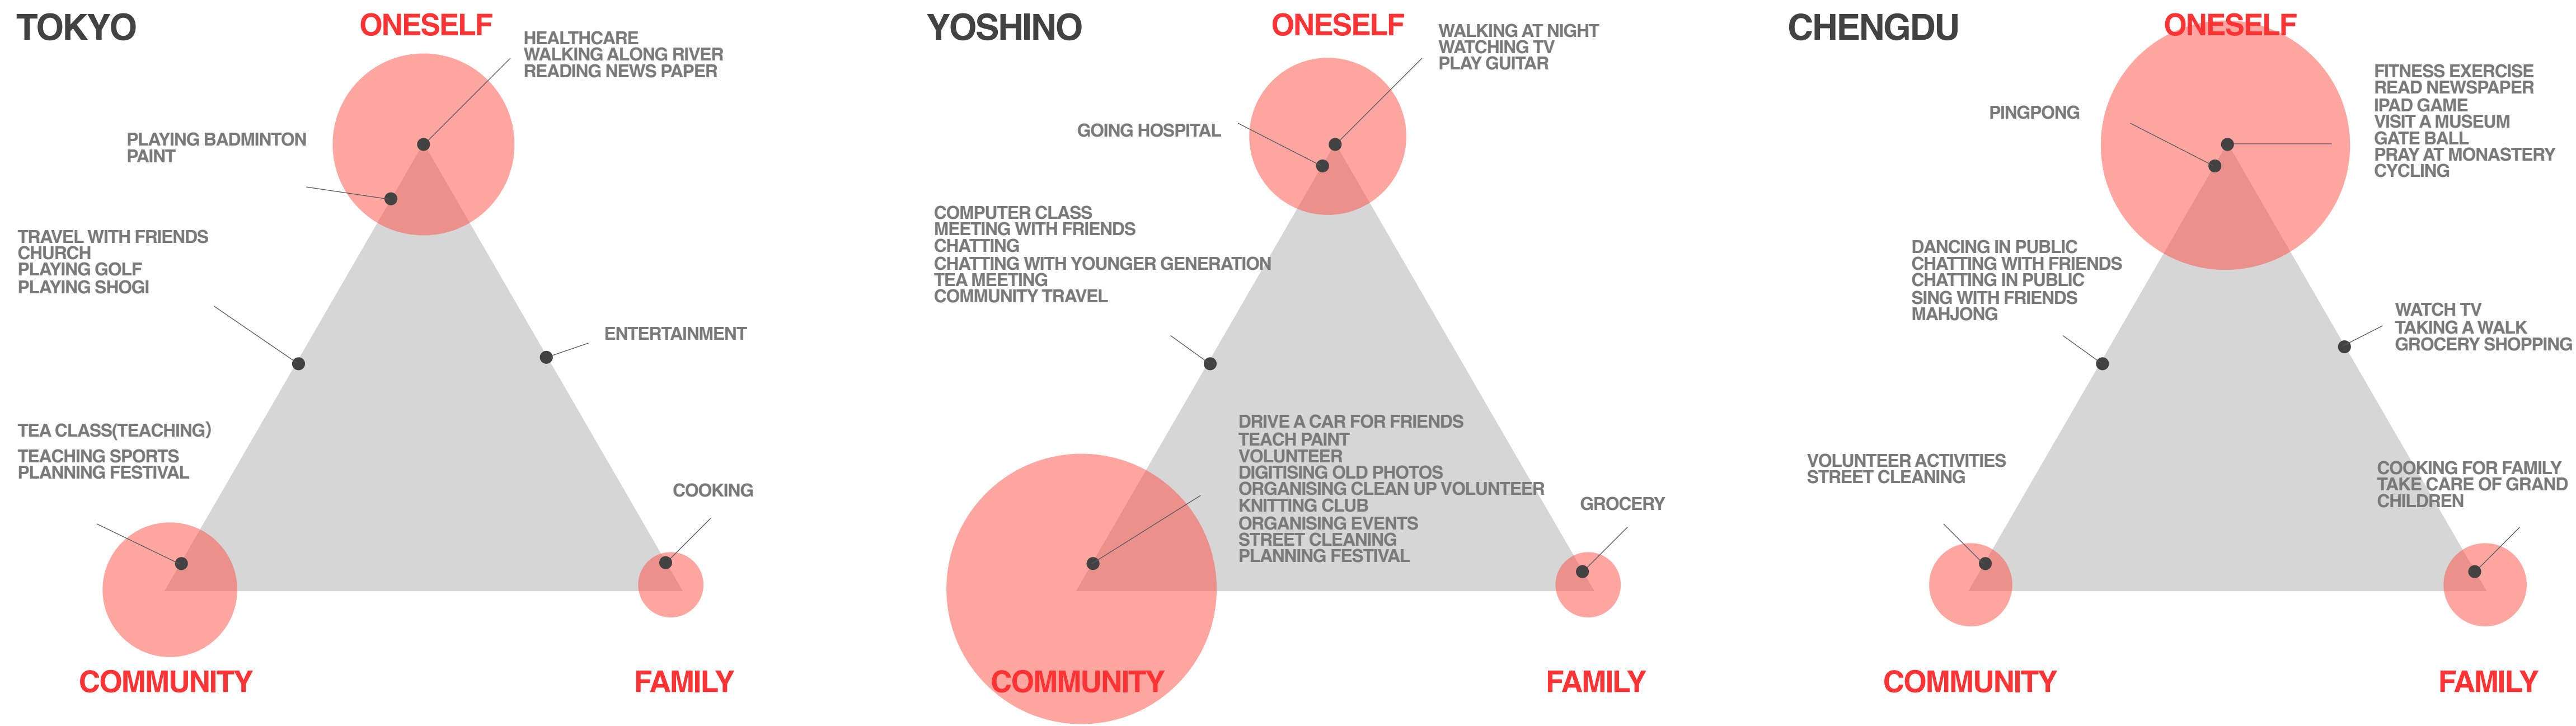 TOKYO
ONESELF
HEALTHCARE
WALKING ALONG RIVER
READING NEWS PAPER
PLAYING BADMINTON
PAINT
TRAVEL WITH FRIENDS
CHURCH
PLAYING GOLF
PLAYING SHOGI
ENTERTAINMENT
TEA CLASS(TEACHING)
TEACHING SPORTS
PLANNING FESTIVAL
COOKING
COMMUNITY
FAMILY
YOSHINO
ONESELF
WALKING AT NIGHT
WATCHING TV
PLAY GUITAR
GOING HOSPITAL
COMPUTER CLASS
MEETING WITH FRIENDS
CHATTING
CHATTING WITH YOUNGER GENERATION
TEA MEETING
COMMUNITY TRAVEL
DRIVE A CAR FOR FRIENDS
TEACH PAINT
VOLUNTEER
DIGITISING OLD PHOTOS
ORGANISING CLEAN UP VOLUNTEER
KNITTING CLUB
ORGANISING EVENTS
STREET CLEANING
PLANNING FESTIVAL
GROCERY
COMMUNITY
FAMILY
CHENGDU
ONESELF
FITNESS EXERCISE
READ NEWSPAPER
IPAD GAME
VISIT A MUSEUM
GATE BALL
PRAY AT MONASTERY
CYCLING
PINGPONG
DANCING IN PUBLIC
CHATTING WITH FRIENDS
CHATTING IN PUBLIC
SING WITH FRIENDS
MAHJONG
WATCH TV
TAKING A WALK
GROCERY SHOPPING
VOLUNTEER ACTIVITIES
STREET CLEANING
COOKING FOR FAMILY
TAKE CARE OF GRAND
CHILDREN
COMMUNITY
FAMILY